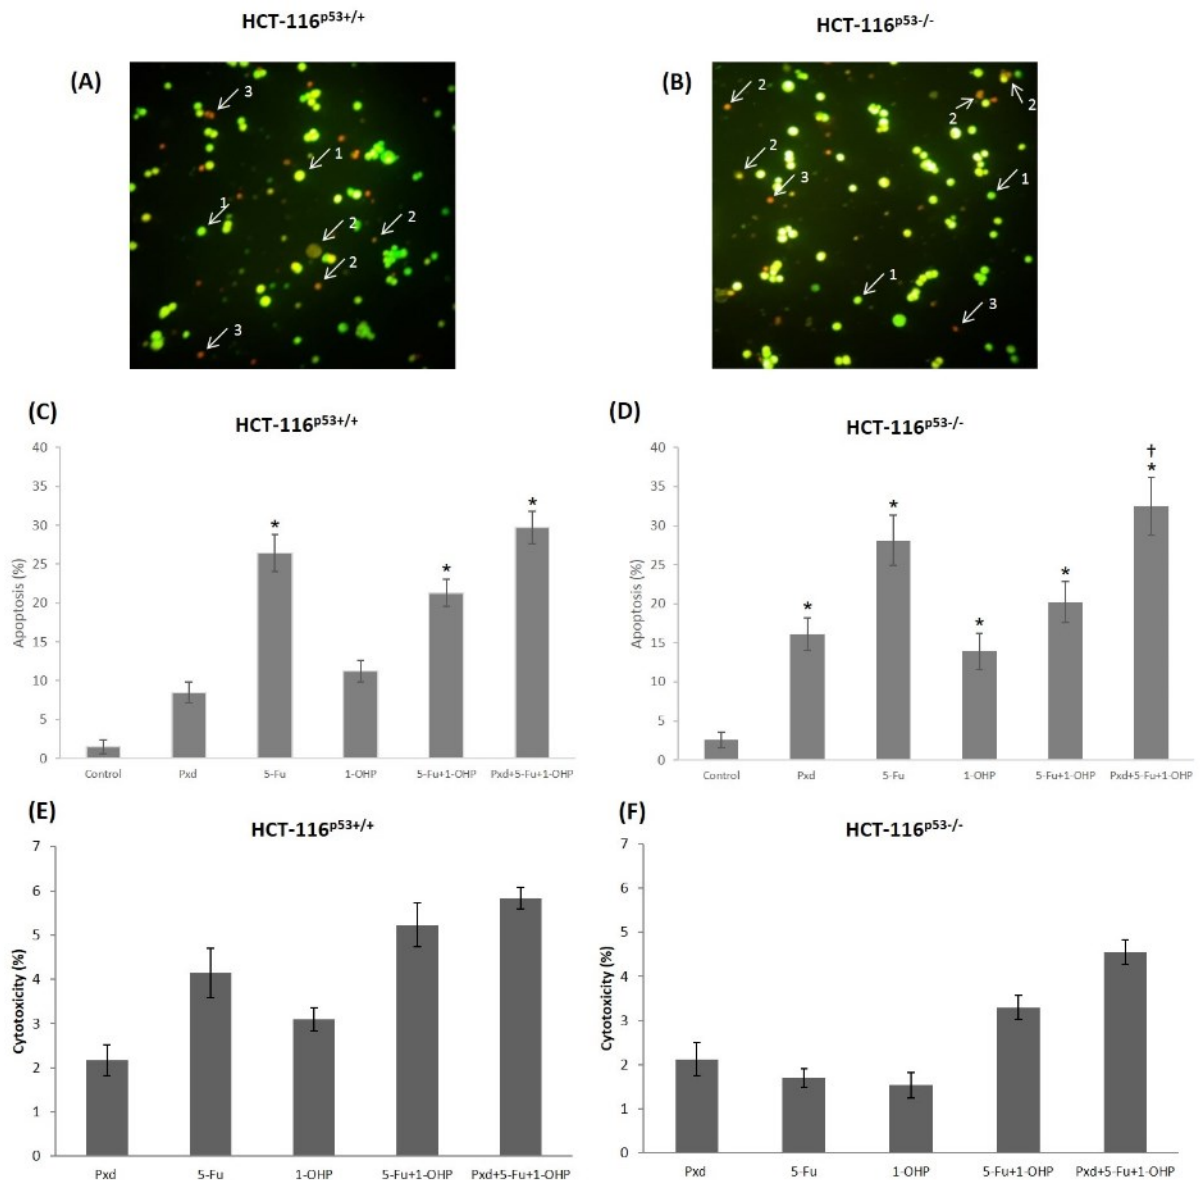 HCT-116p53+/+
HCT-116p53-/-
(A)
3
1
1
2
2
2
3
(B)
2
2
2
2
3
1
1
3
(C)
HCT-116p53+/+
40
35
30
25
20
15
10
5
0
Apoptosis (%)
*
*
*
Control
Pxd
5-Fu
1-OHP
5-Fu+1-OHP
Pxd+5-Fu+1-OHP
(D)
HCT-116p53-/-
40
35
30
25
20
15
10
5
0
Apoptosis (%)
*
*
*
*
†
*
Control
Pxd
5-Fu
1-OHP
5-Fu+1-OHP
Pxd+5-Fu+1-OHP
(E)
HCT-116p53+/+
7
6
5
4
3
2
1
0
Cytotoxicity (%)
Pxd
5-Fu
1-OHP
5-Fu+1-OHP
Pxd+5-Fu+1-OHP
(F)
HCT-116p53-/-
7
6
5
4
3
2
1
0
Cytotoxicity (%)
Pxd
5-Fu
1-OHP
5-Fu+1-OHP
Pxd+5-Fu+1-OHP